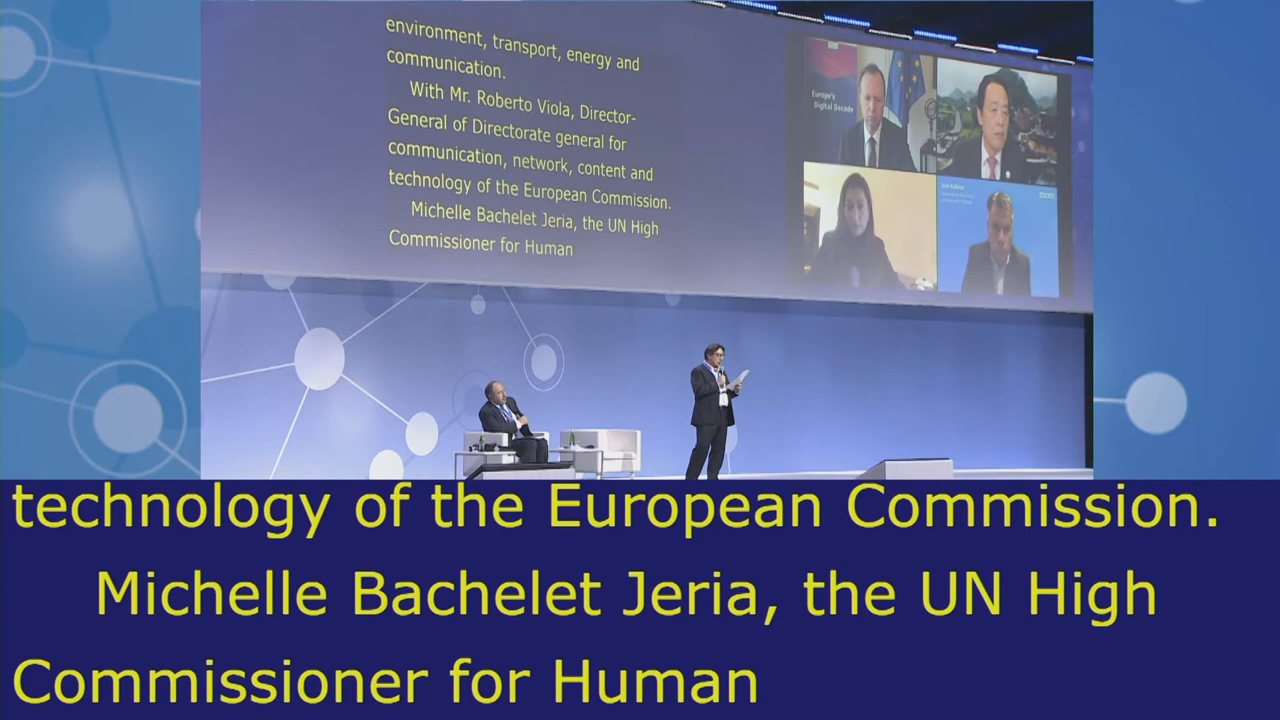 environment, transport, energy and
communication.
With Mr. Roberto Viola, Director-
General of Directorate general for
communication, network, content and
technology of the European Commission.
Michelle Bachelet Jeria, the UN High
Commissioner for Human
Europe's
Digital Decade
zoom
technology of the European Commission.
Michelle Bachelet Jeria, the UN High
Commissioner for Human